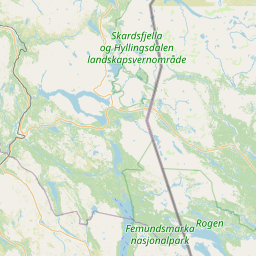 Skardsfjella
og Hyllingsdalen
landskapsvernområde
Rogen
Femundsmarka
nasjonalpark